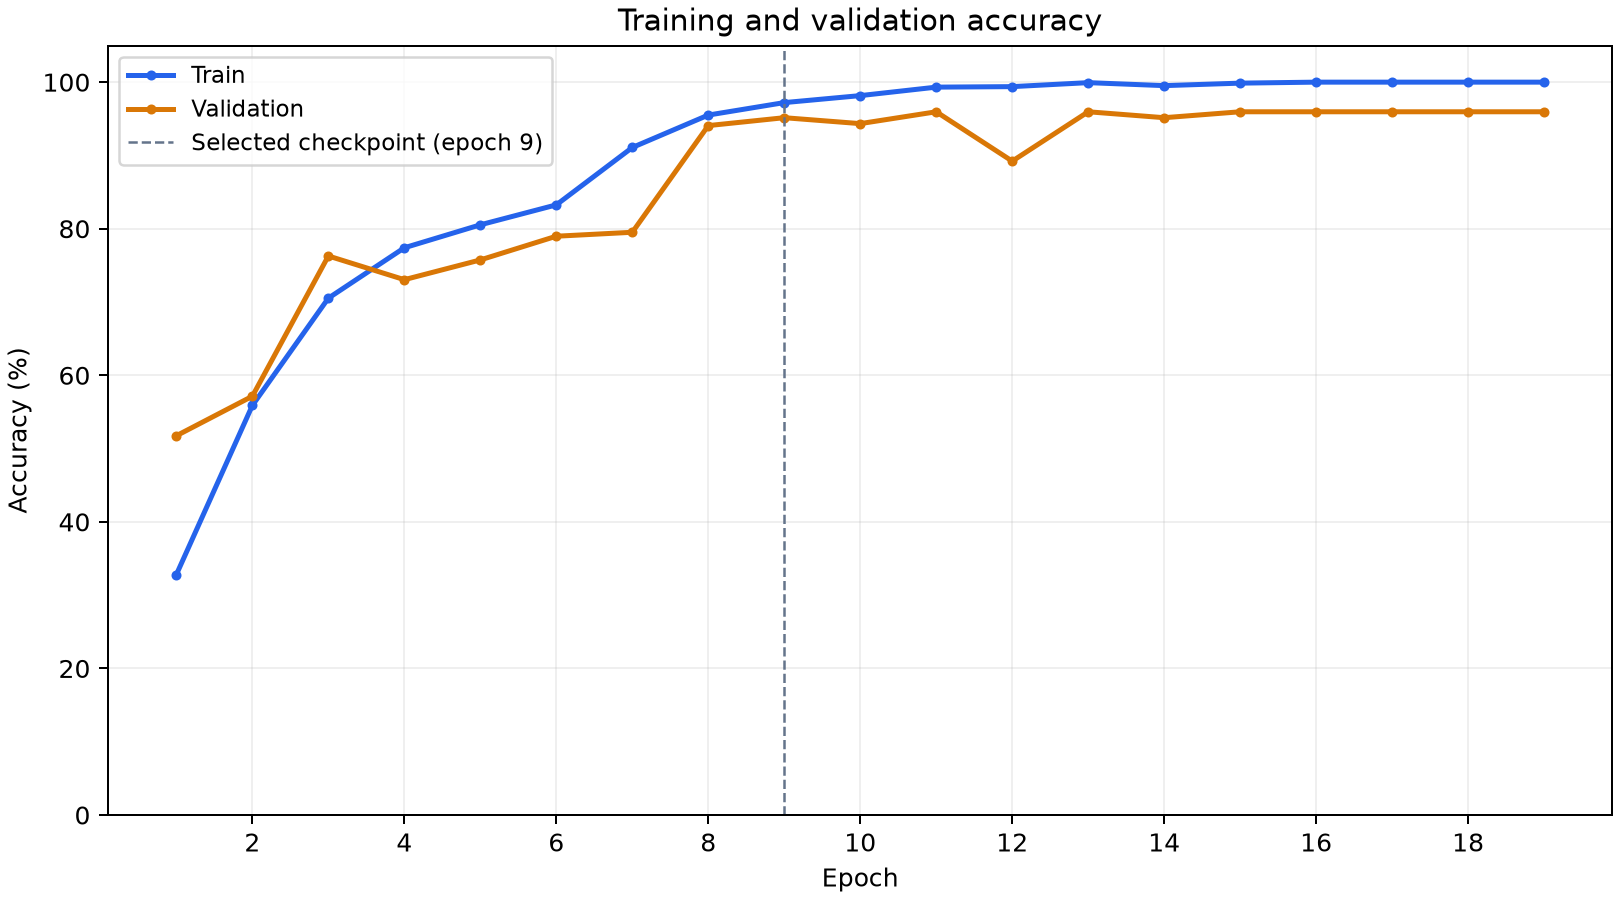 Training and validation accuracy
Train
Validation
Selected checkpoint (epoch 9)
100
80
60
40
20
0
Accuracy (%)
2 4 6 8 10 12 14 16 18
Epoch